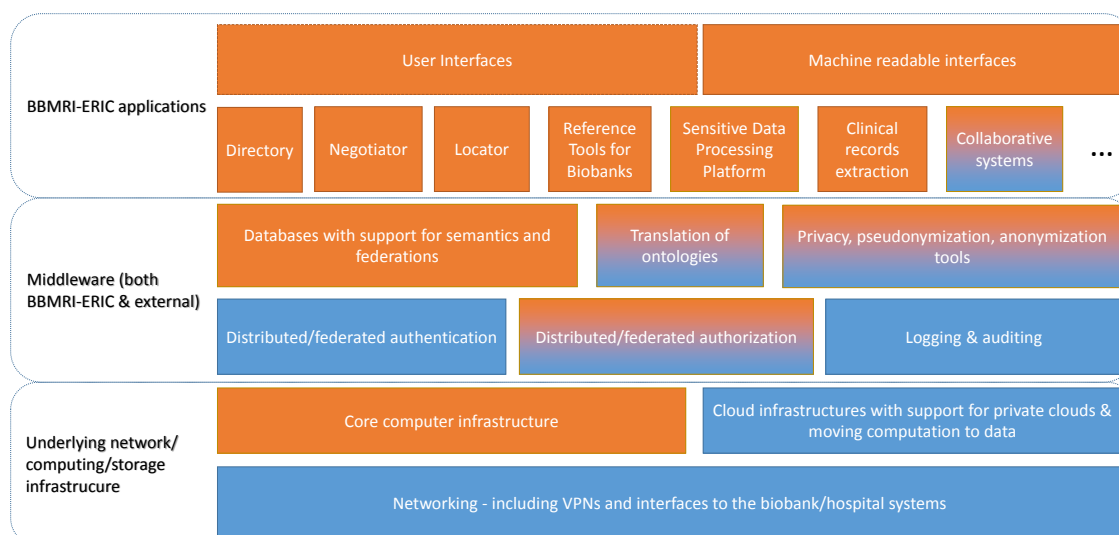 BBMRI-ERIC applications
User Interfaces
Machine readable interfaces
Directory
Negotiator
Locator
Reference
Tools for
Biobanks
Sensitive Data
Processing
Platform
Clinical
records
extraction
Collaborative
systems
...
Middleware (both
BBMRI-ERIC & external)
Databases with support for semantics and
federations
Translation of
ontologies
Privacy, pseudonymization, anonymization
tools
Distributed/federated authentication
Distributed/federated authorization
Logging & auditing
Underlying network/
computing/storage
infrastrucure
Core computer infrastructure
Cloud infrastructures with support for private clouds &
moving computation to data
Networking - including VPNs and interfaces to the biobank/hospital systems